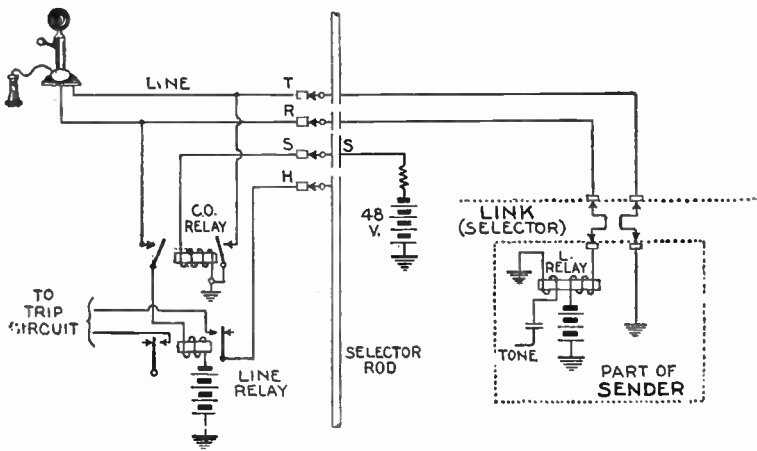 LINE
T
R
S
S
H
C.O.
RELAY
48
V.
LINK
(SELECTOR)
L.
RELAY
TO
TRIP
CIRCUIT
LINE
RELAY
SELECTOR
ROD
TONE
PART OF
SENDER